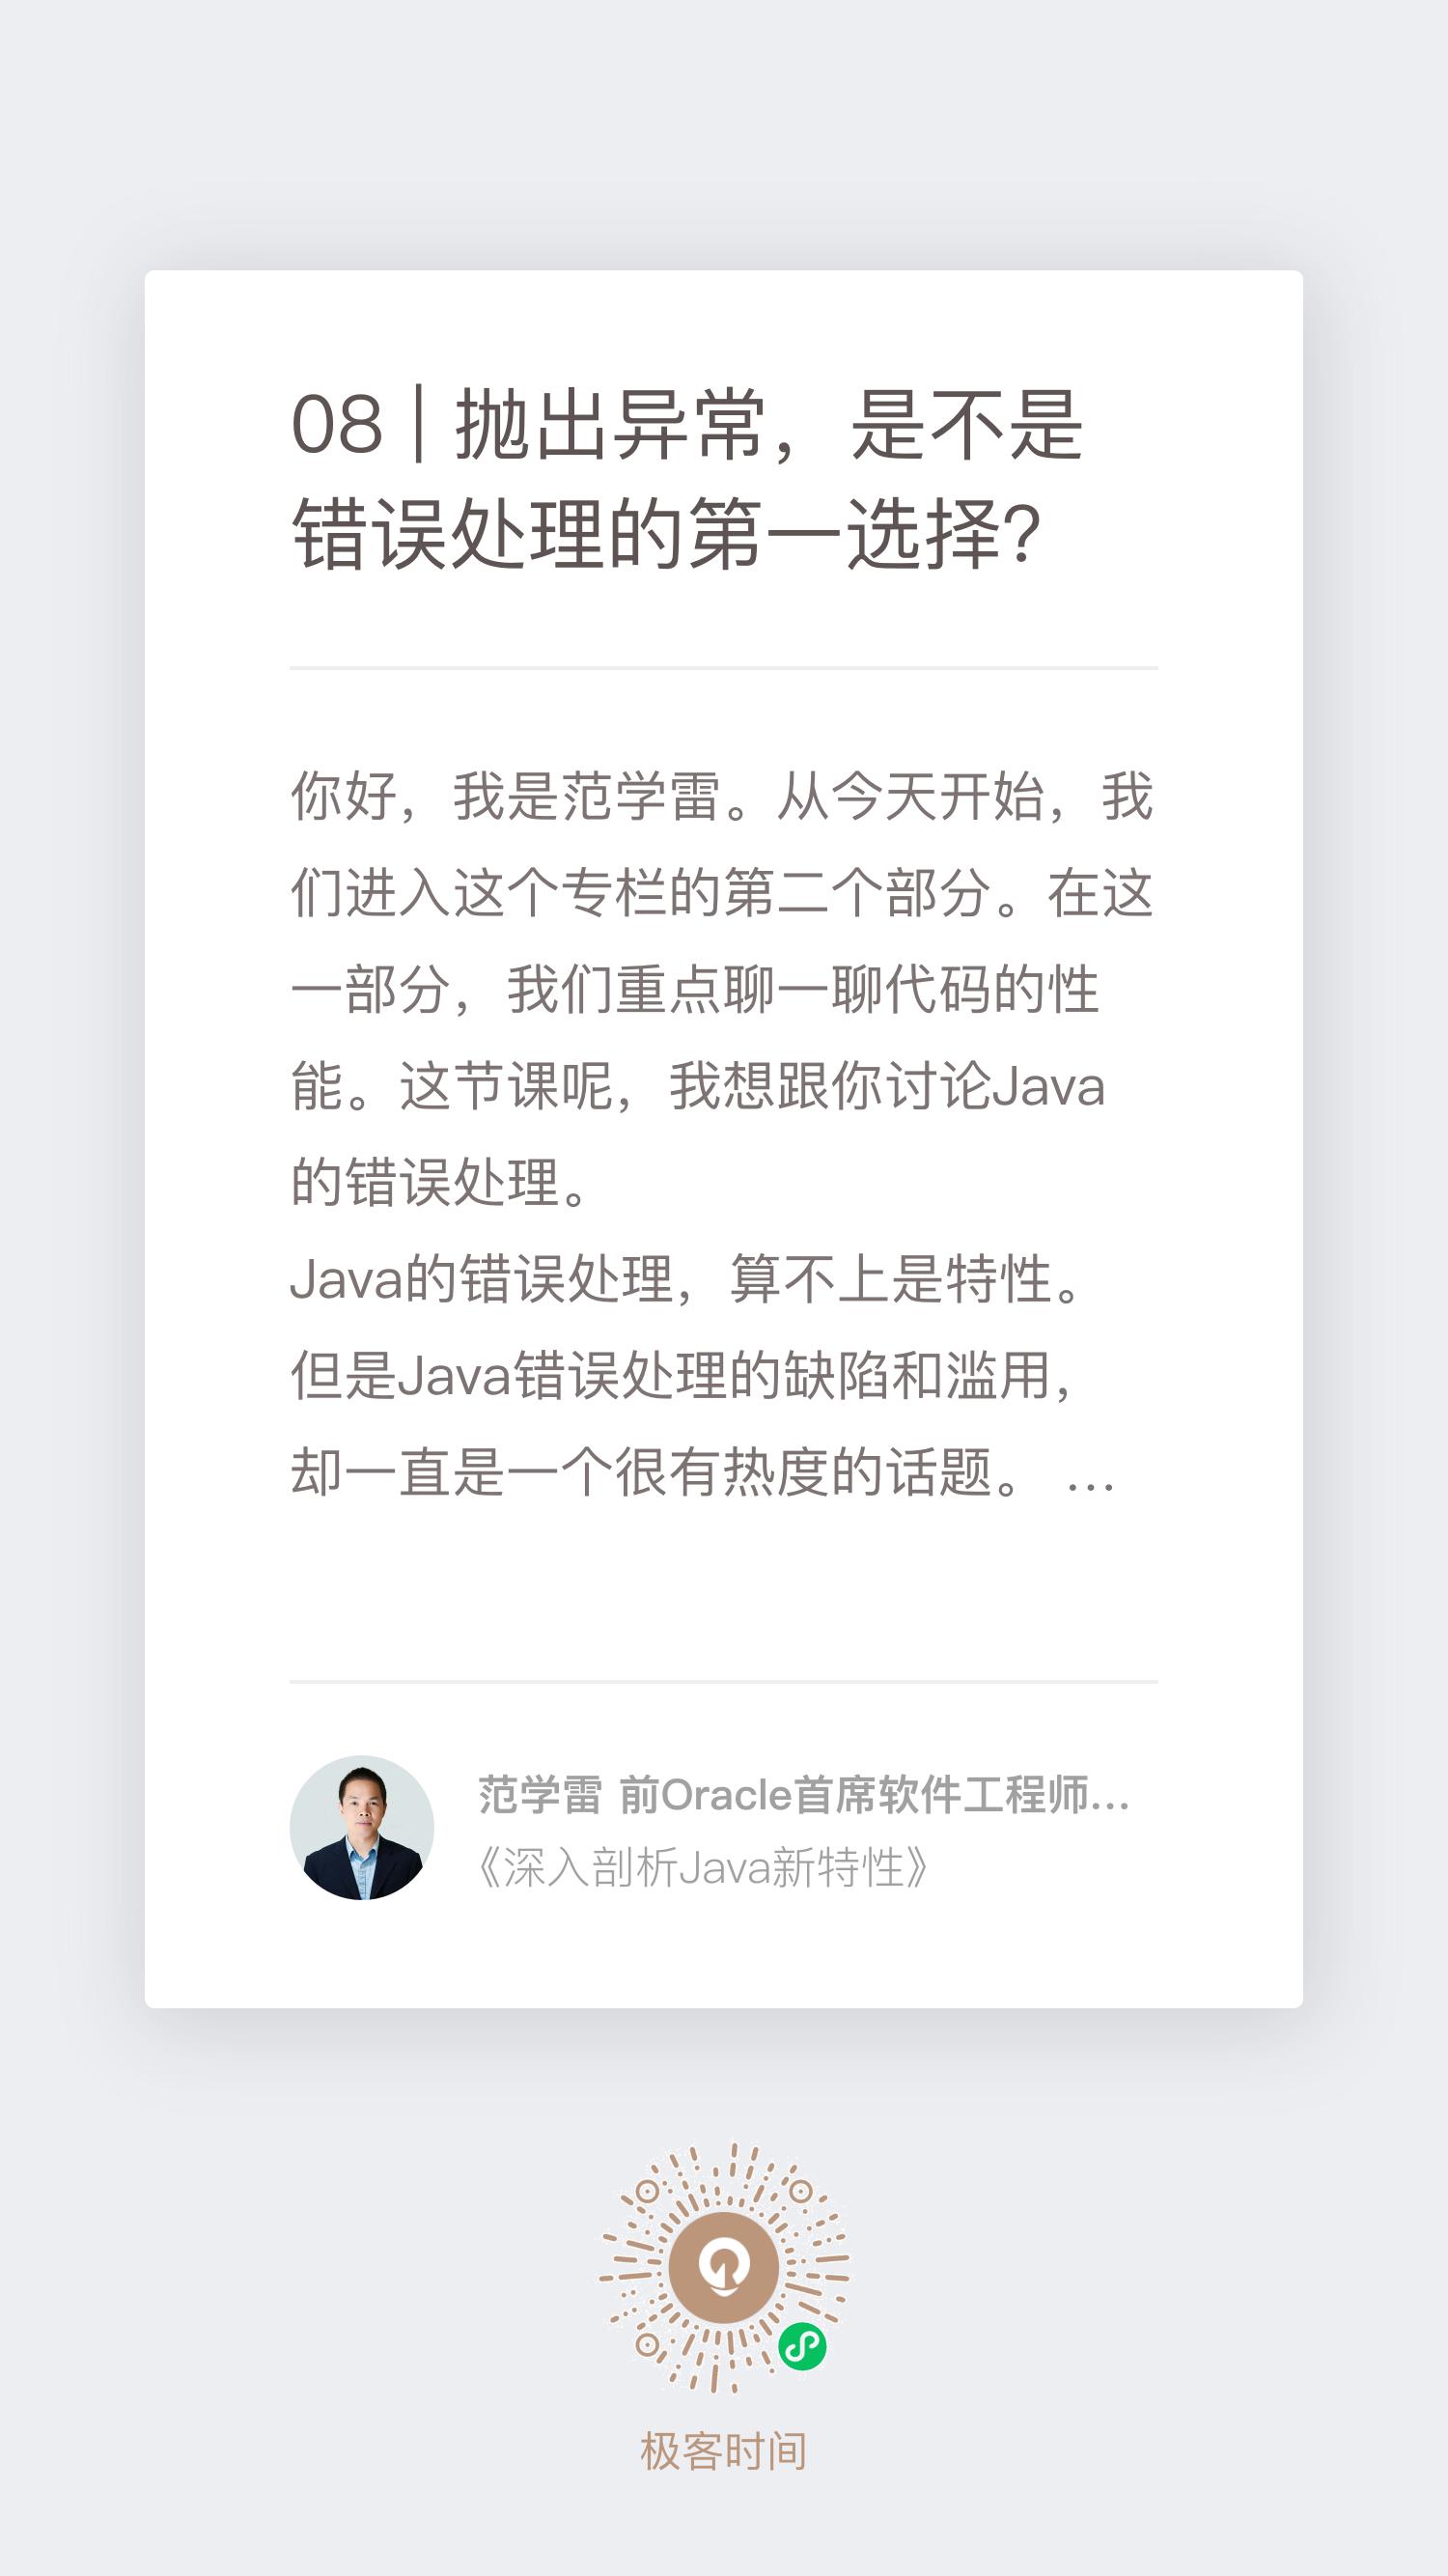 08 | 抛出异常，是不是
错误处理的第一选择?
你好，我是范学雷。从今天开始，我
们进入这个专栏的第二个部分。在这
一部分，我们重点聊一聊代码的性
能。这节课呢，我想跟你讨论Java
的错误处理。
Java的错误处理，算不上是特性。
但是Java错误处理的缺陷和滥用，
却一直是一个很有热度的话题。 …
范学雷 前Oracle首席软件工程师…
《深入剖析Java新特性》
极客时间